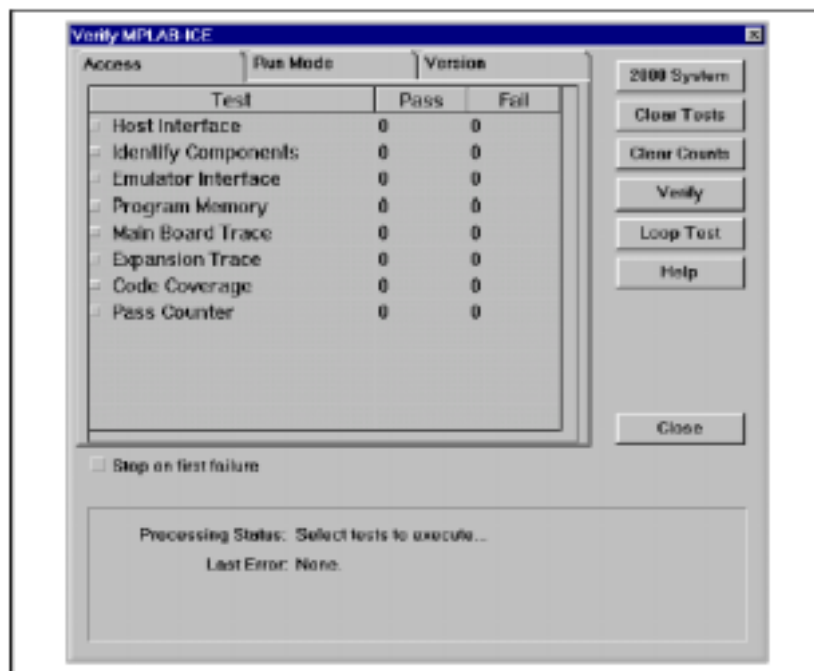 Verify MPLAB-ICE
Access Run Mode Version
Test Pass Fail
Host Interface 0 0
Identify Components 0 0
Emulator Interface 0 0
Program Memory 0 0
Main Board Trace 0 0
Expansion Trace 0 0
Code Coverage 0 0
Pass Counter 0 0
2000 System
Clear Tests
Clear Counts
Verify
Loop Test
Help
Close
Stop on first failure
Processing Status: Select tests to execute...
Last Error: None.